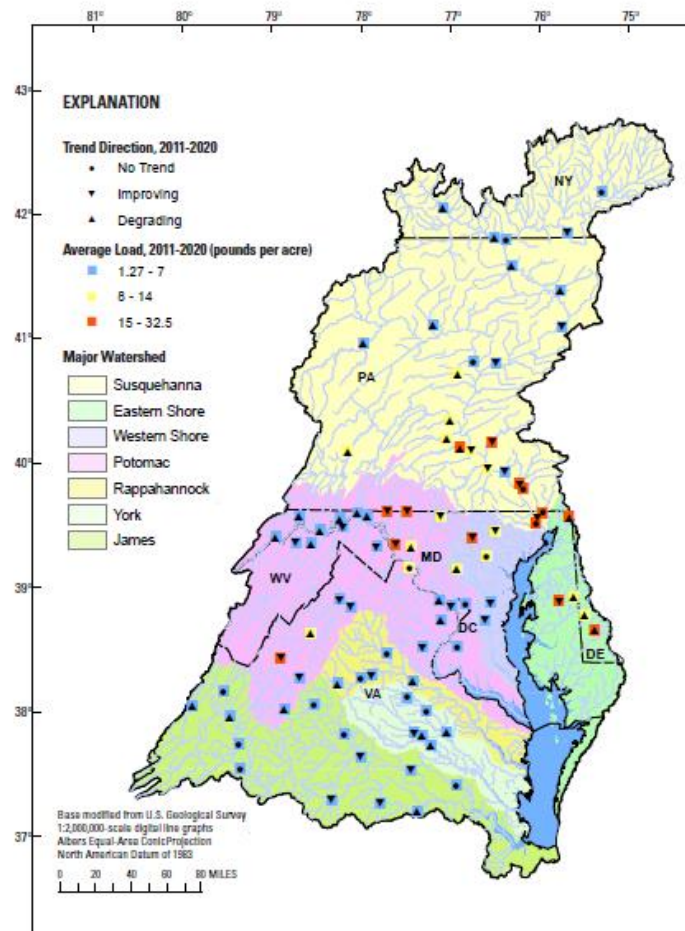 81° 80° 79° 78° 77° 76° 75°
43°
42°
41°
40°
39°
38°
37°
EXPLANATION
Trend Direction, 2011-2020
No Trend
Improving
Degrading
Average Load, 2011-2020 (pounds per acre)
1.27 - 7
8 - 14
15 - 32.5
Major Watershed
Susquehanna
Eastern Shore
Western Shore
Potomac
Rappahannock
York
James
NY
PA
MD
WV
DC
DE
VA
Base modified from U.S. Geological Survey
1:2,000,000-scale digital line graphs
Albers Equal-Area ConicProjection
North American Datum of 1983
0 20 40 60 80 MILES